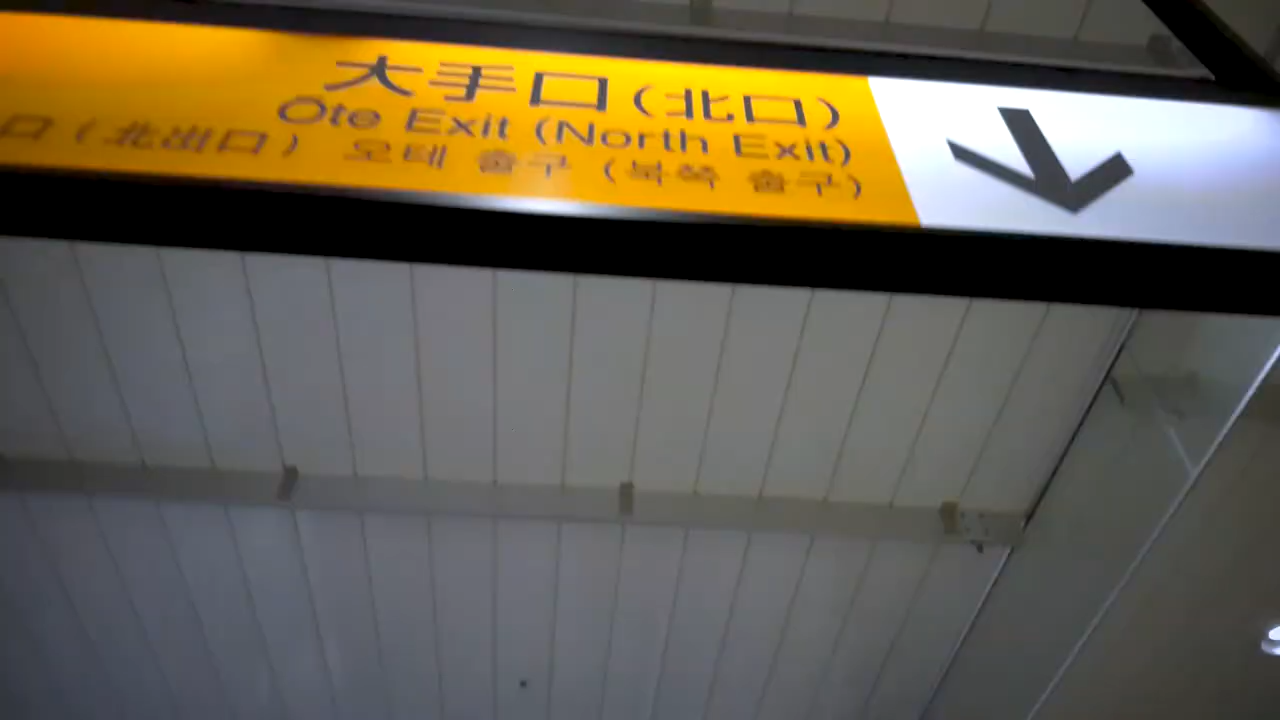 大手口(北口)
Ote Exit (North Exit)
口(北出口) 오테 출구 (북쪽 출구)